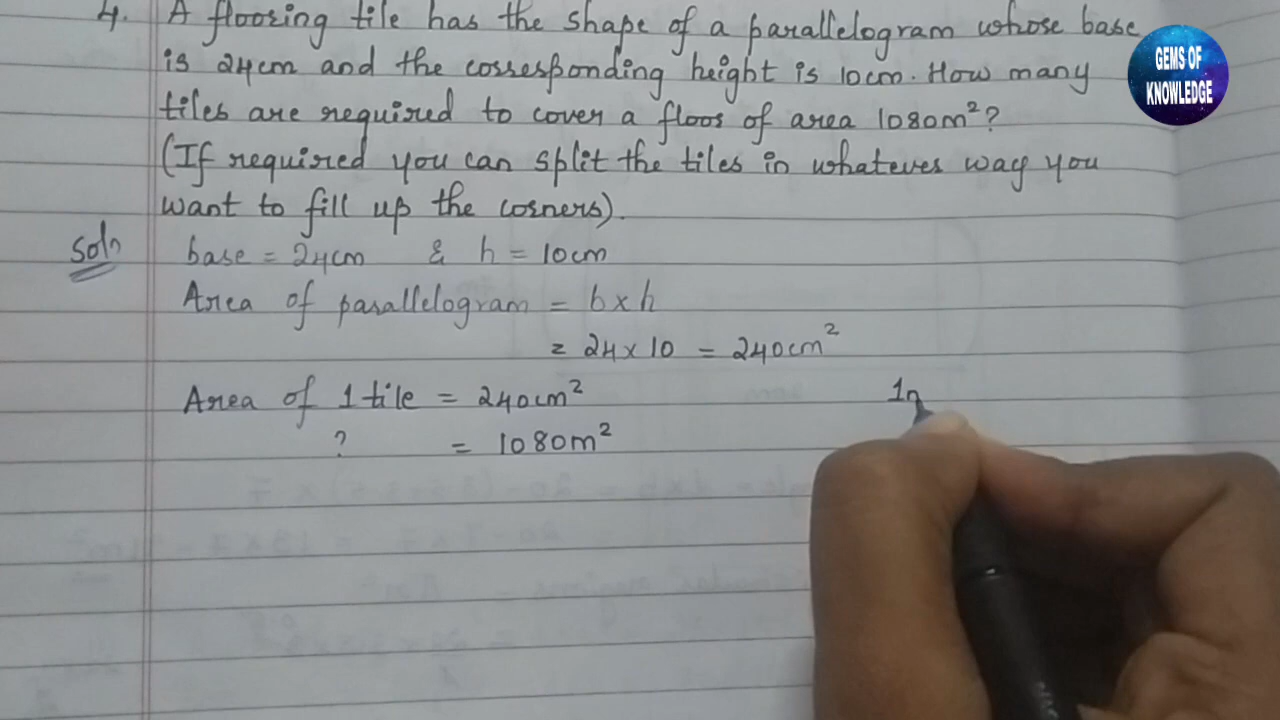 4. A flooring tile has the shape of a parallelogram whose base
is 24cm and the corresponding height is 10cm. How many
tiles are required to cover a floor of area 1080m²?
(If required you can split the tiles in whatever way you
want to fill up the corners).
Soln
base = 24cm & h = 10cm
Area of parallelogram = b×h
= 24×10 = 240cm²
Area of 1 tile = 240cm²
? = 1080m²
1
GEMS OF
KNOWLEDGE